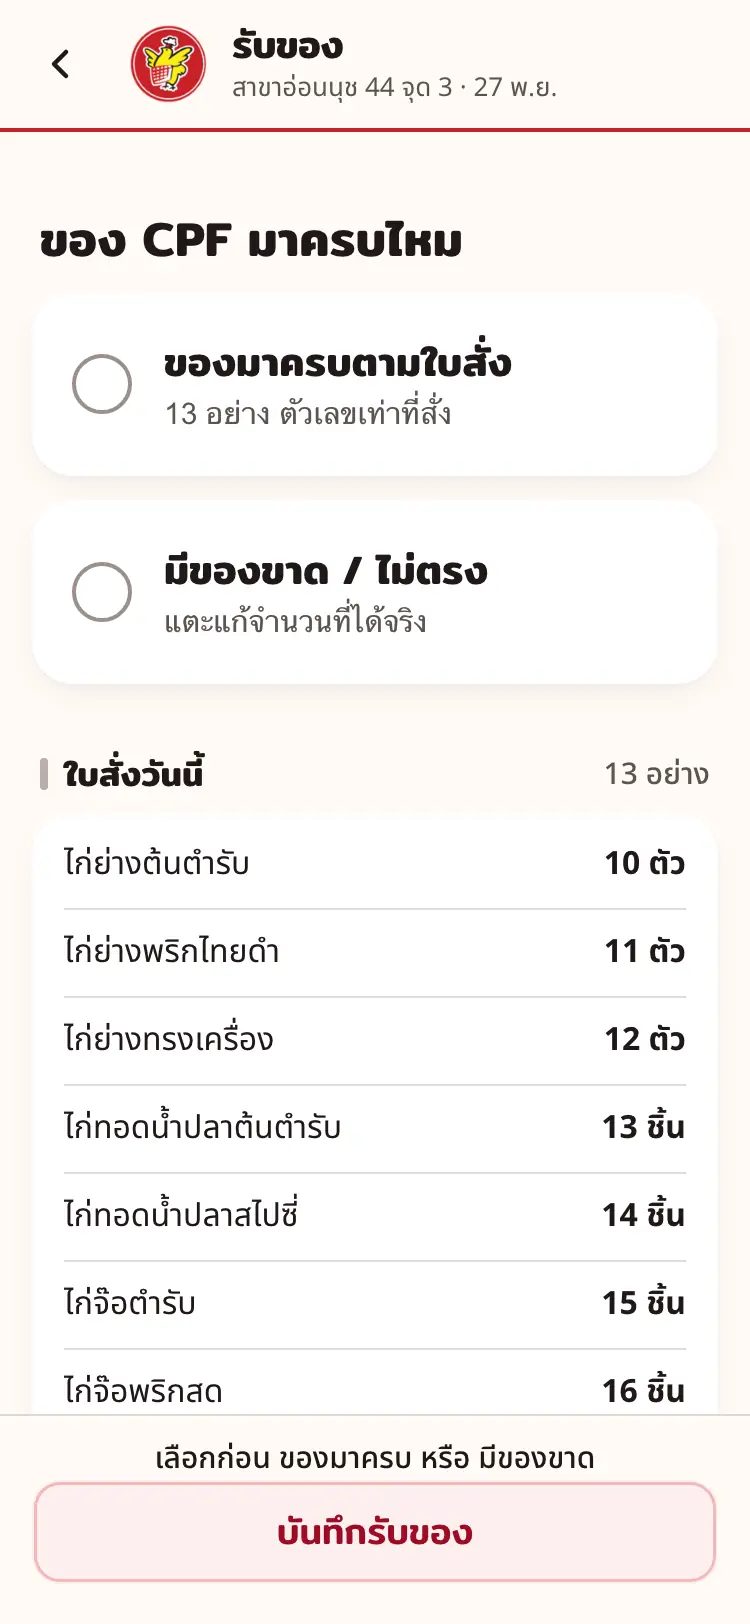 รับของ
สาขาอ่อนนุช 44 จุด 3 · 27 พ.ย.
ของ CPF มาครบไหม
ของมาครบตามใบสั่ง
13 อย่าง ตัวเลขเท่าที่สั่ง
มีของขาด / ไม่ตรง
แตะแก้จำนวนที่ได้จริง
ใบสั่งวันนี้ 13 อย่าง
ไก่ย่างต้นตำรับ 10 ตัว
ไก่ย่างพริกไทยดำ 11 ตัว
ไก่ย่างทรงเครื่อง 12 ตัว
ไก่ทอดน้ำปลาต้นตำรับ 13 ชิ้น
ไก่ทอดน้ำปลาสไปซี่ 14 ชิ้น
ไก่จ๊อตำรับ 15 ชิ้น
ไก่จ๊อพริกสด 16 ชิ้น
เลือกก่อน ของมาครบ หรือ มีของขาด
บันทึกรับของ